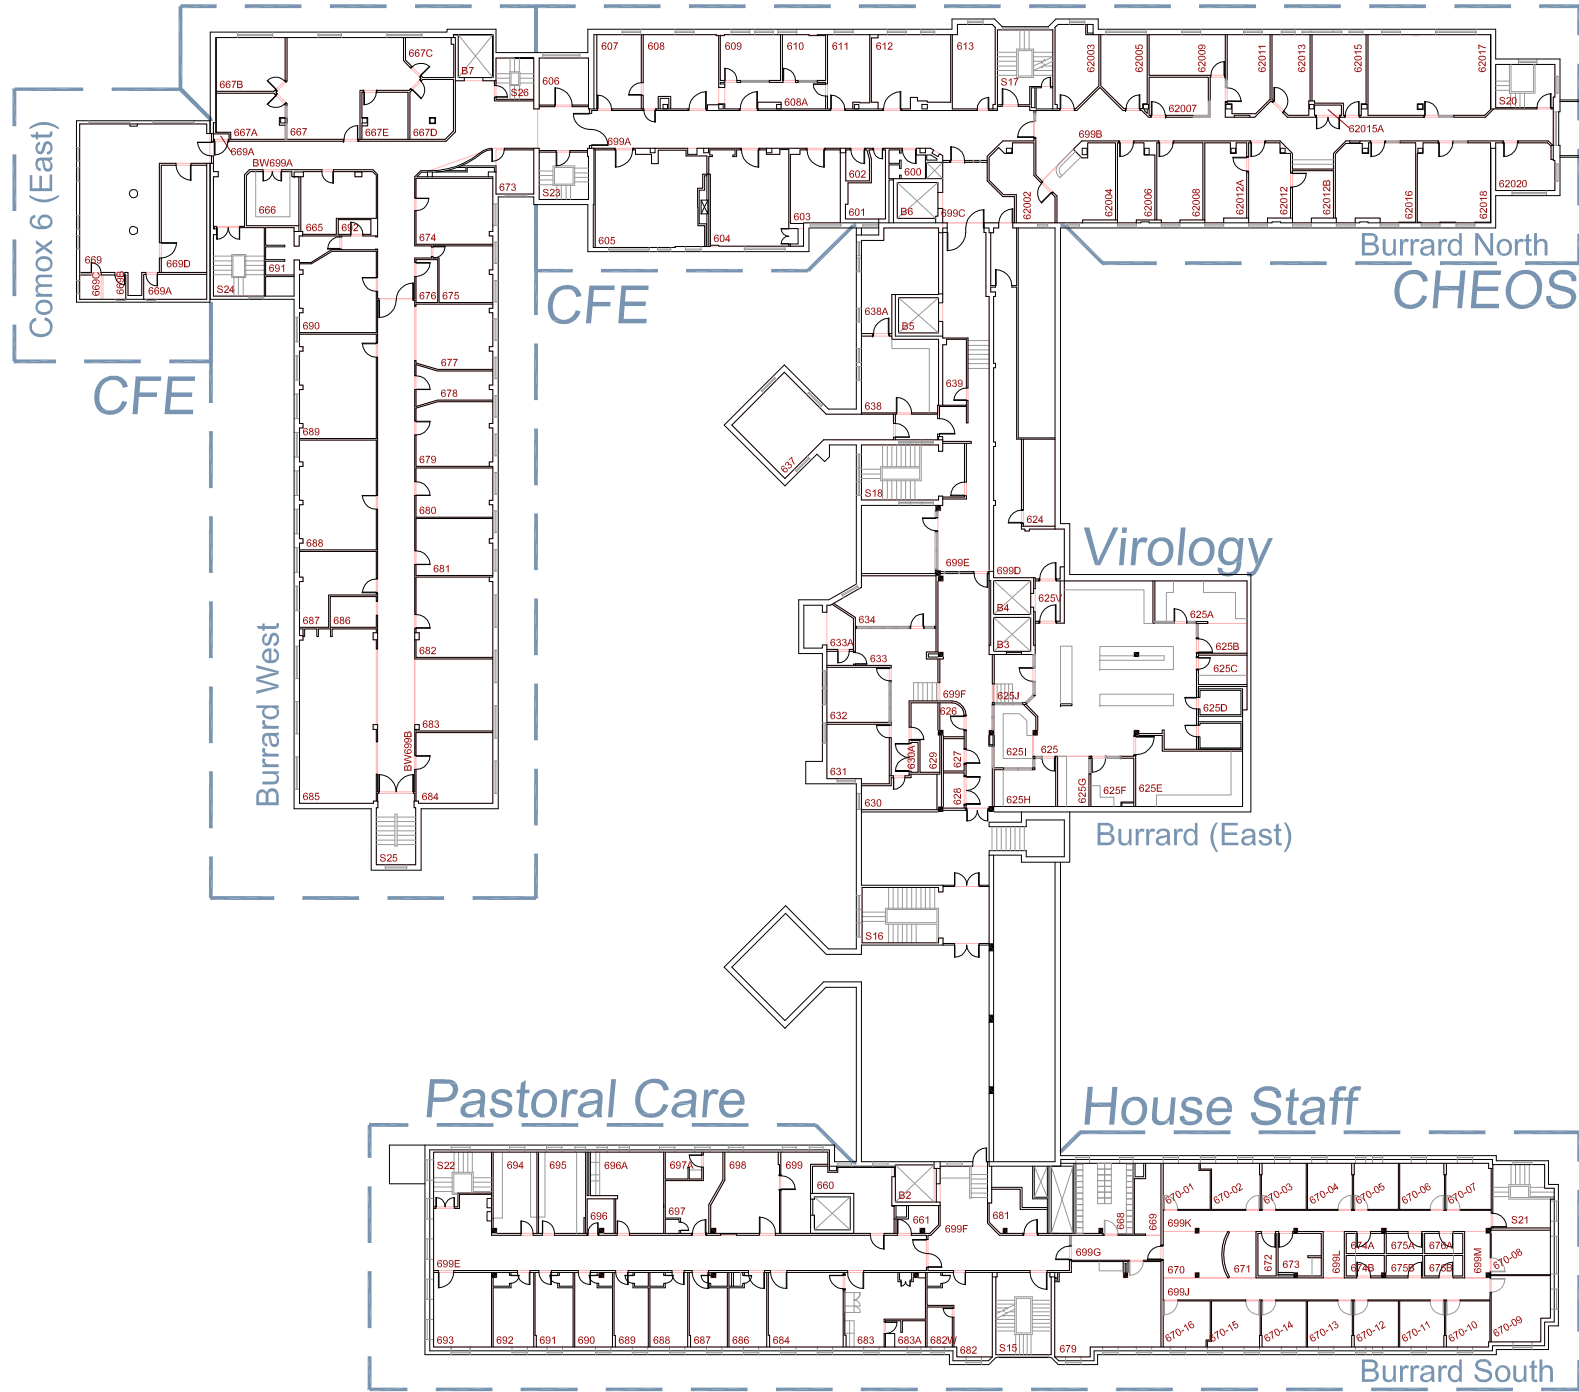 607
608
609
610
611
612
613
62003
62005
62009
62011
62013
62015
62017
667C
B7
S26
606
608A
S17
62007
S20
667B
667A
667
667E
667D
669A
BW699A
699A
699B
62015A
666
665
692
673
S23
605
604
603
602
601
600
B6
699C
62002
62004
62006
62008
62012A
62012
62012B
62016
62018
62020
Burrard North
CHEOS
Comox 6 (East)
669
669D
669C
669B
669A
S24
691
674
676
675
CFE
CFE
690
677
678
689
679
680
688
681
687
686
682
683
BW699B
685
684
S25
Burrard West
638A
B5
639
638
637
S18
624
Virology
699E
699D
B4
B3
625V
625A
625B
625C
625D
634
633A
633
699F
625J
632
626
631
630A
629
627
625I
625
630
628
625H
625G
625F
625E
Burrard (East)
S16
Pastoral Care
House Staff
S22
694
695
696A
697A
698
699
660
B2
696
697
661
699F
681
668
669
670-01
670-02
670-03
670-04
670-05
670-06
670-07
S21
699K
699E
699G
670
671
672
673
699L
674A
675A
676A
674B
675B
676B
699M
670-08
699J
693
692
691
690
689
688
687
686
684
683
683A
682W
682
S15
679
670-16
670-15
670-14
670-13
670-12
670-11
670-10
670-09
Burrard South